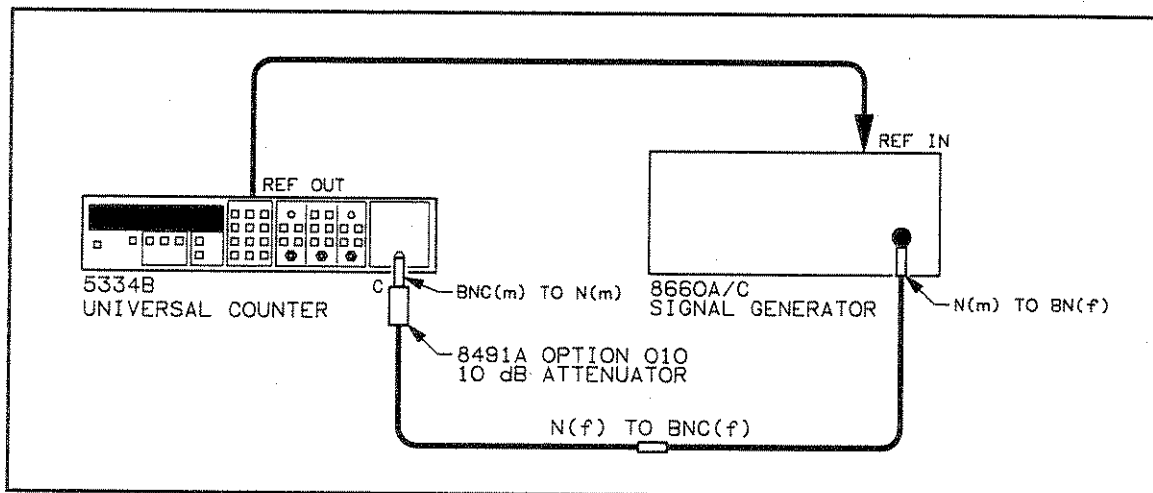 REF IN
REF OUT
5334B
UNIVERSAL COUNTER
C
BNC(m) TO N(m)
8660A/C
SIGNAL GENERATOR
N(m) TO BN(f)
8491A OPTION 010
10 dB ATTENUATOR
N(f) TO BNC(f)